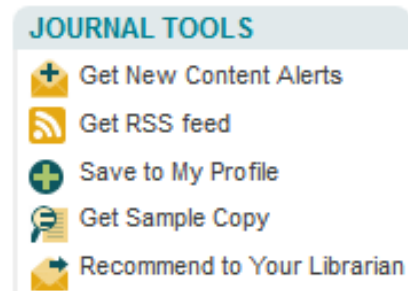 JOURNAL TOOLS
Get New Content Alerts
Get RSS feed
Save to My Profile
Get Sample Copy
Recommend to Your Librarian